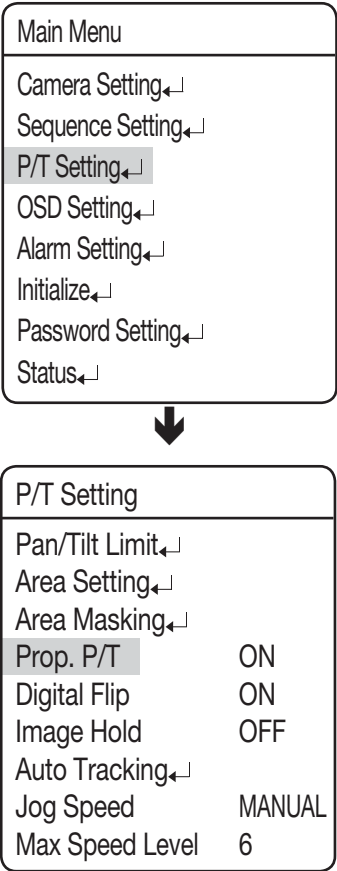 Main Menu
Camera Setting↵
Sequence Setting↵
P/T Setting↵
OSD Setting↵
Alarm Setting↵
Initialize↵
Password Setting↵
Status↵
P/T Setting
Pan/Tilt Limit↵
Area Setting↵
Area Masking↵
Prop. P/T ON
Digital Flip ON
Image Hold OFF
Auto Tracking↵
Jog Speed MANUAL
Max Speed Level 6